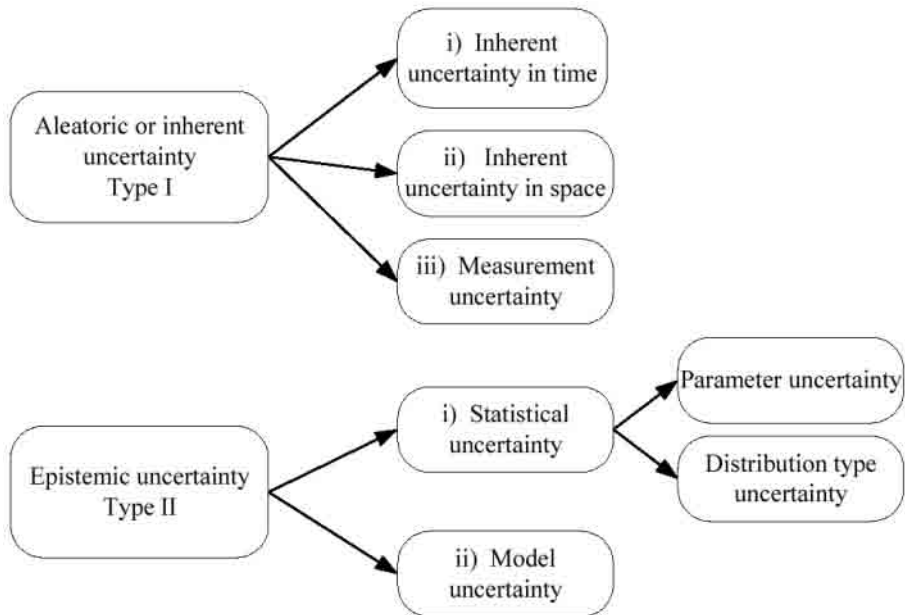 Aleatoric or inherent
uncertainty
Type I
i) Inherent
uncertainty in time
ii) Inherent
uncertainty in space
iii) Measurement
uncertainty
Epistemic uncertainty
Type II
i) Statistical
uncertainty
Parameter uncertainty
Distribution type
uncertainty
ii) Model
uncertainty